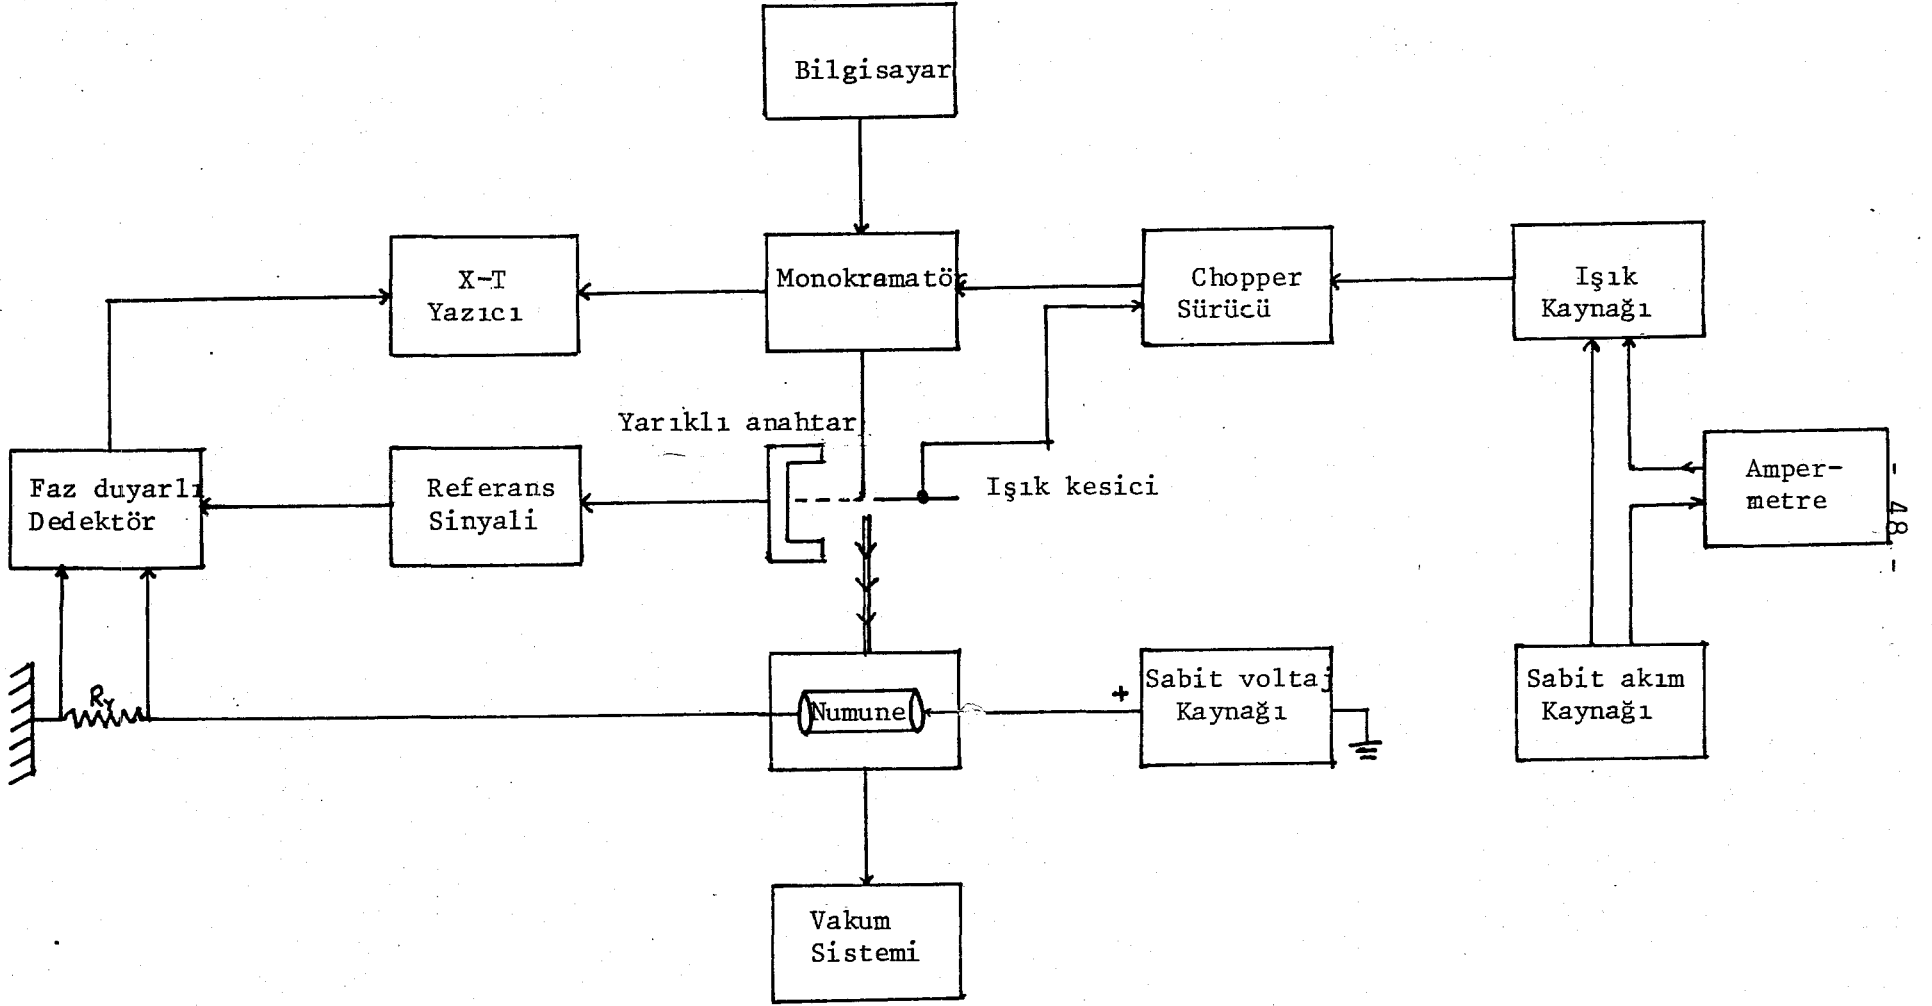 Bilgisayar
X-T
Yazıcı
Monokramatör
Chopper
Sürücü
Işık
Kaynağı
Yarıklı anahtar
Faz duyarlı
Dedektör
Referans
Sinyali
Işık kesici
Amper-
metre
- 48 -
Ry
Numune
+
Sabit voltaj
Kaynağı
Sabit akım
Kaynağı
Vakum
Sistemi